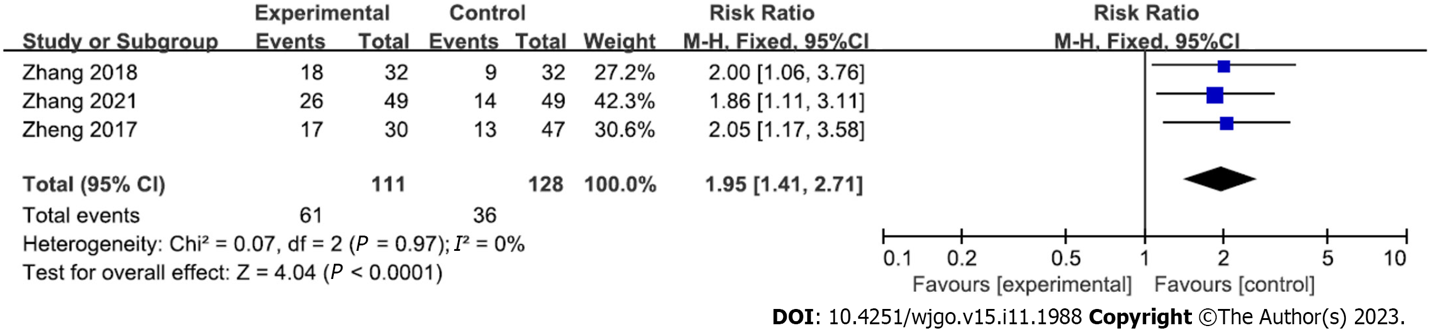 Experimental Control Risk Ratio Risk Ratio
Study or Subgroup Events Total Events Total Weight M-H, Fixed, 95%CI M-H, Fixed, 95%CI
Zhang 2018 18 32 9 32 27.2% 2.00 [1.06, 3.76]
Zhang 2021 26 49 14 49 42.3% 1.86 [1.11, 3.11]
Zheng 2017 17 30 13 47 30.6% 2.05 [1.17, 3.58]
Total (95% CI) 111 128 100.0% 1.95 [1.41, 2.71]
Total events 61 36
Heterogeneity: Chi² = 0.07, df = 2 (P = 0.97); I² = 0%
Test for overall effect: Z = 4.04 (P < 0.0001)
0.1 0.2 0.5 1 2 5 10
Favours [experimental] Favours [control]
DOI: 10.4251/wjgo.v15.i11.1988 Copyright ©The Author(s) 2023.